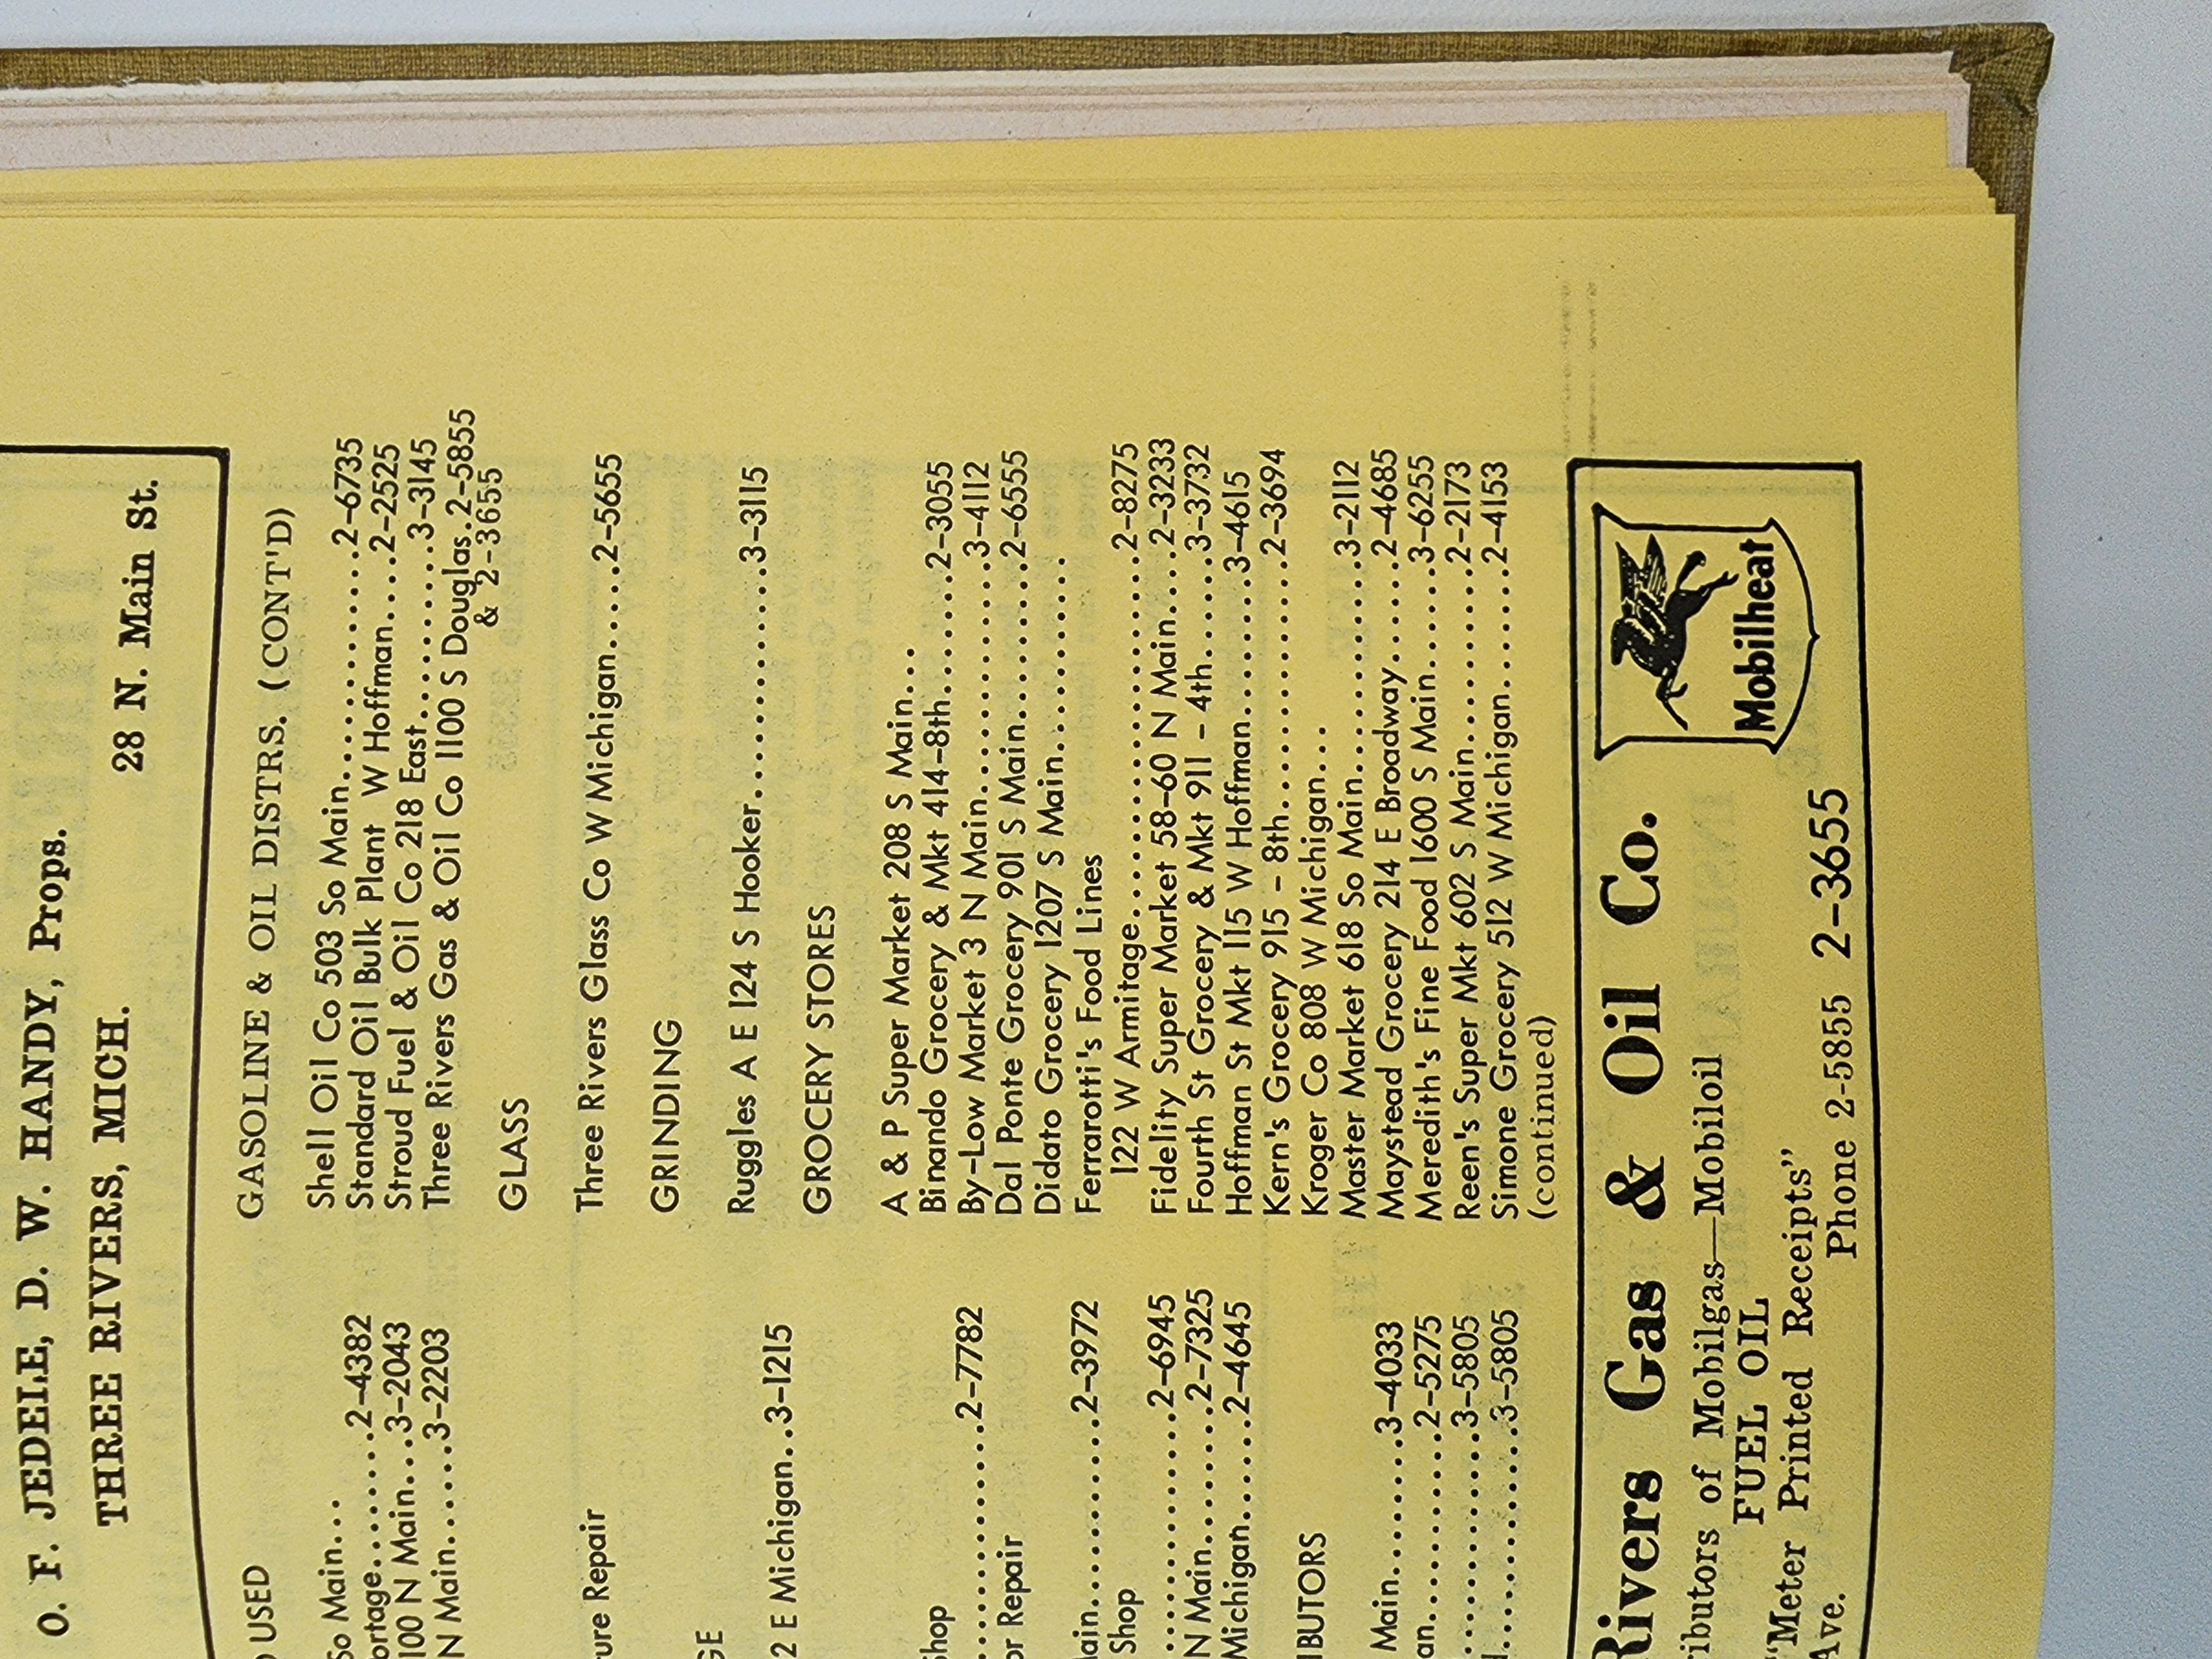 O. F. JEDELE, D. W. HANDY, Props.
THREE RIVERS, MICH. 28 N. Main St.
USED
So Main...
ortage........2-4382
100 N Main...3-2043
N Main.......3-2203
ure Repair
GE
2 E Michigan..3-1215
Shop
..............2-7782
or Repair
ain...........2-3972
Shop
..............2-6945
N Main........2-7325
Michigan......2-4645
IBUTORS
Main..........3-4033
an............2-5275
..............3-5805
..............3-5805
GASOLINE & OIL DISTRS. (CONT'D)
Shell Oil Co 503 So Main..............2-6735
Standard Oil Bulk Plant W Hoffman....2-2525
Stroud Fuel & Oil Co 218 East.........3-3145
Three Rivers Gas & Oil Co 1100 S Douglas.2-5855
& 2-3655
GLASS
Three Rivers Glass Co W Michigan.....2-5655
GRINDING
Ruggles A E 124 S Hooker..............3-3115
GROCERY STORES
A & P Super Market 208 S Main...
Binando Grocery & Mkt 414-8th.......2-3055
By-Low Market 3 N Main..............3-4112
Dal Ponte Grocery 901 S Main.........2-6555
Didato Grocery 1207 S Main............
Ferrarotti's Food Lines
122 W Armitage......................2-8275
Fidelity Super Market 58-60 N Main....2-3233
Fourth St Grocery & Mkt 911 - 4th......3-3732
Hoffman St Mkt 115 W Hoffman.........3-4615
Kern's Grocery 915 - 8th...............2-3694
Kroger Co 808 W Michigan...
Master Market 618 So Main.............3-2112
Maystead Grocery 214 E Broadway......2-4685
Meredith's Fine Food 1600 S Main......3-6255
Reen's Super Mkt 602 S Main..........2-2173
Simone Grocery 512 W Michigan.......2-4153
(continued)
Rivers Gas & Oil Co.
ributors of Mobilgas—Mobiloil
FUEL OIL
"Meter Printed Receipts"
Ave. Phone 2-5855 2-3655
Mobilheat